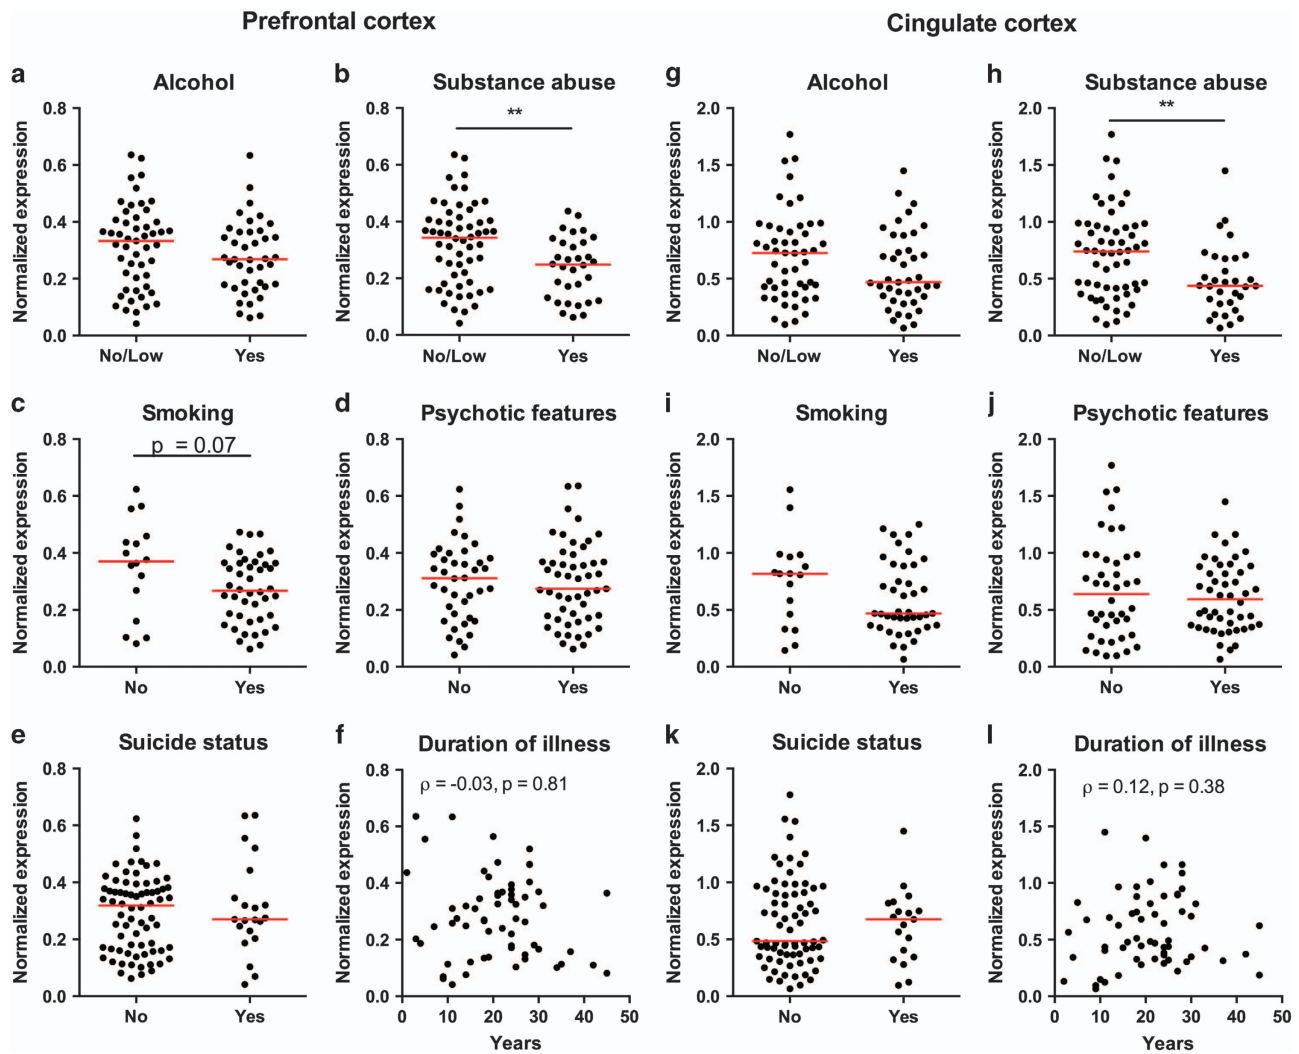 Prefrontal cortex
Cingulate cortex
a
Alcohol
Normalized expression
0.8
0.6
0.4
0.2
0.0
No/Low
Yes
b
Substance abuse
**
Normalized expression
0.8
0.6
0.4
0.2
0.0
No/Low
Yes
g
Alcohol
Normalized expression
2.0
1.5
1.0
0.5
0.0
No/Low
Yes
h
Substance abuse
**
Normalized expression
2.0
1.5
1.0
0.5
0.0
No/Low
Yes
c
Smoking
p = 0.07
Normalized expression
0.8
0.6
0.4
0.2
0.0
No
Yes
d
Psychotic features
Normalized expression
0.8
0.6
0.4
0.2
0.0
No
Yes
i
Smoking
Normalized expression
2.0
1.5
1.0
0.5
0.0
No
Yes
j
Psychotic features
Normalized expression
2.0
1.5
1.0
0.5
0.0
No
Yes
e
Suicide status
Normalized expression
0.8
0.6
0.4
0.2
0.0
No
Yes
f
Duration of illness
ρ = -0.03, p = 0.81
Normalized expression
0.8
0.6
0.4
0.2
0.0
0 10 20 30 40 50
Years
k
Suicide status
Normalized expression
2.0
1.5
1.0
0.5
0.0
No
Yes
l
Duration of illness
ρ = 0.12, p = 0.38
Normalized expression
2.0
1.5
1.0
0.5
0.0
0 10 20 30 40 50
Years